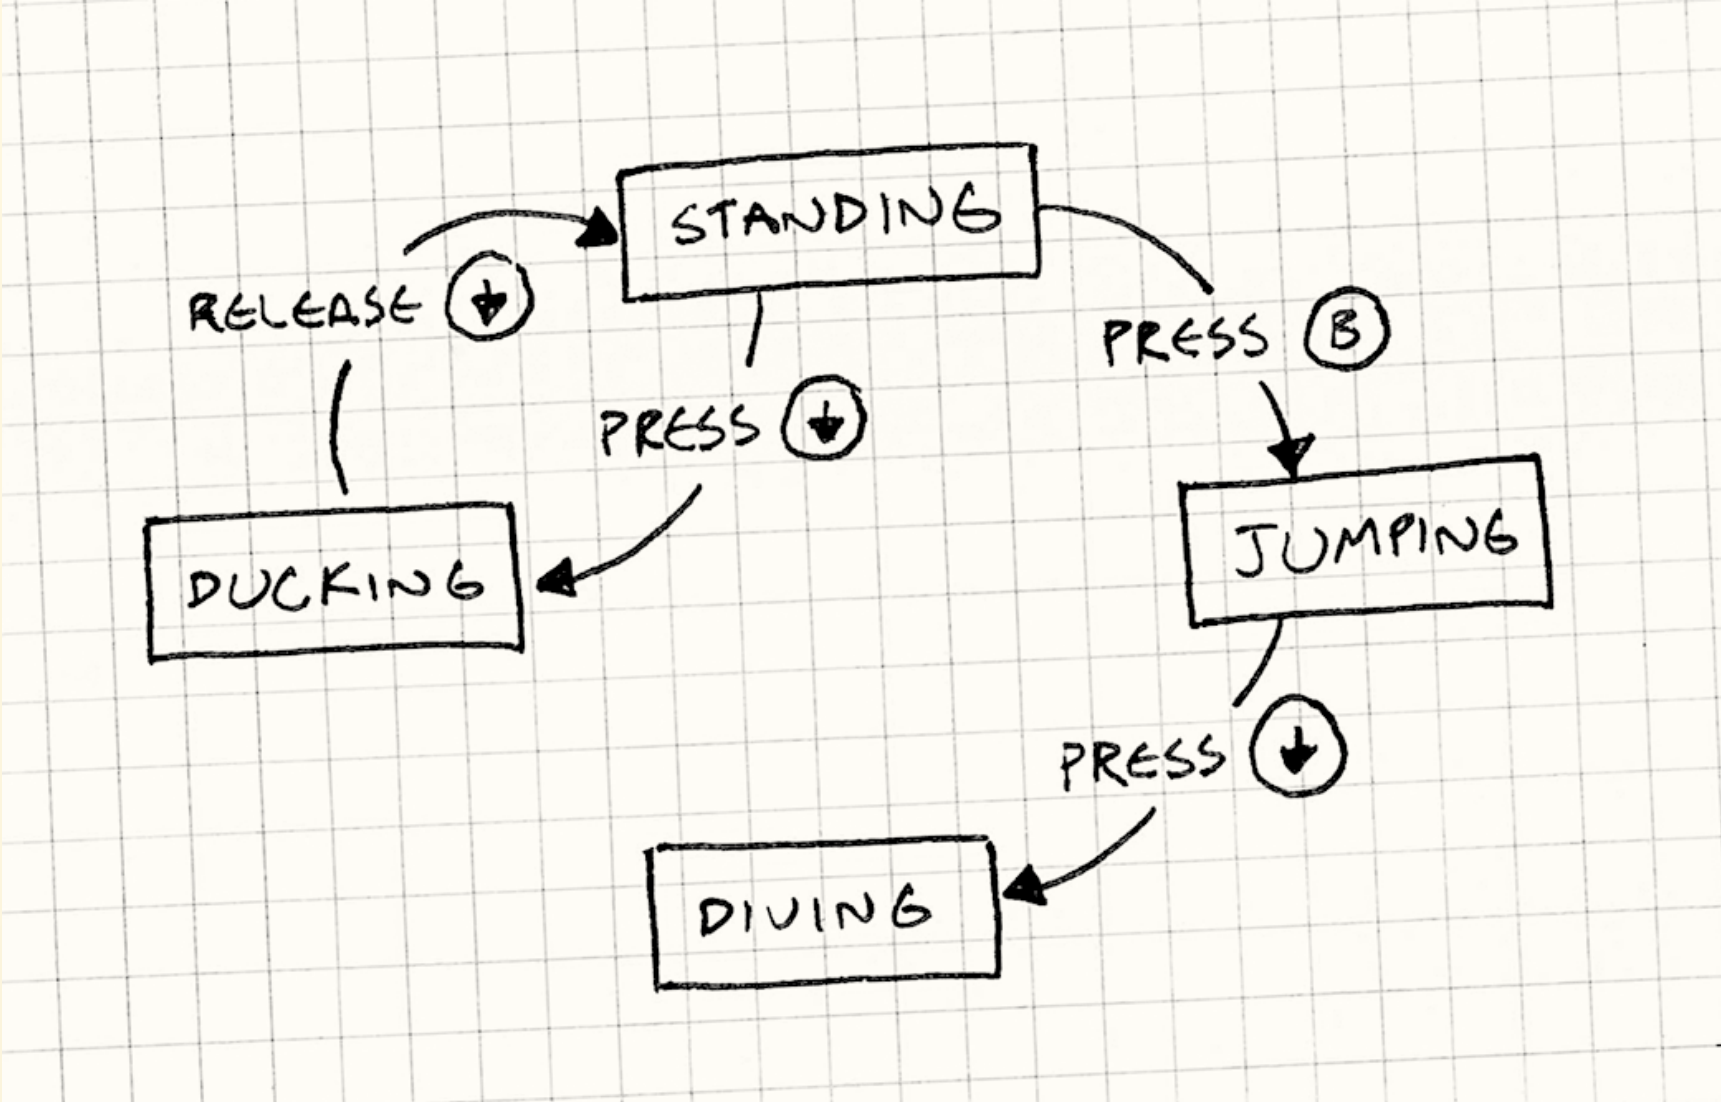 STANDING
RELEASE ↓
PRESS B
PRESS ↓
DUCKING
JUMPING
PRESS ↓
DIVING